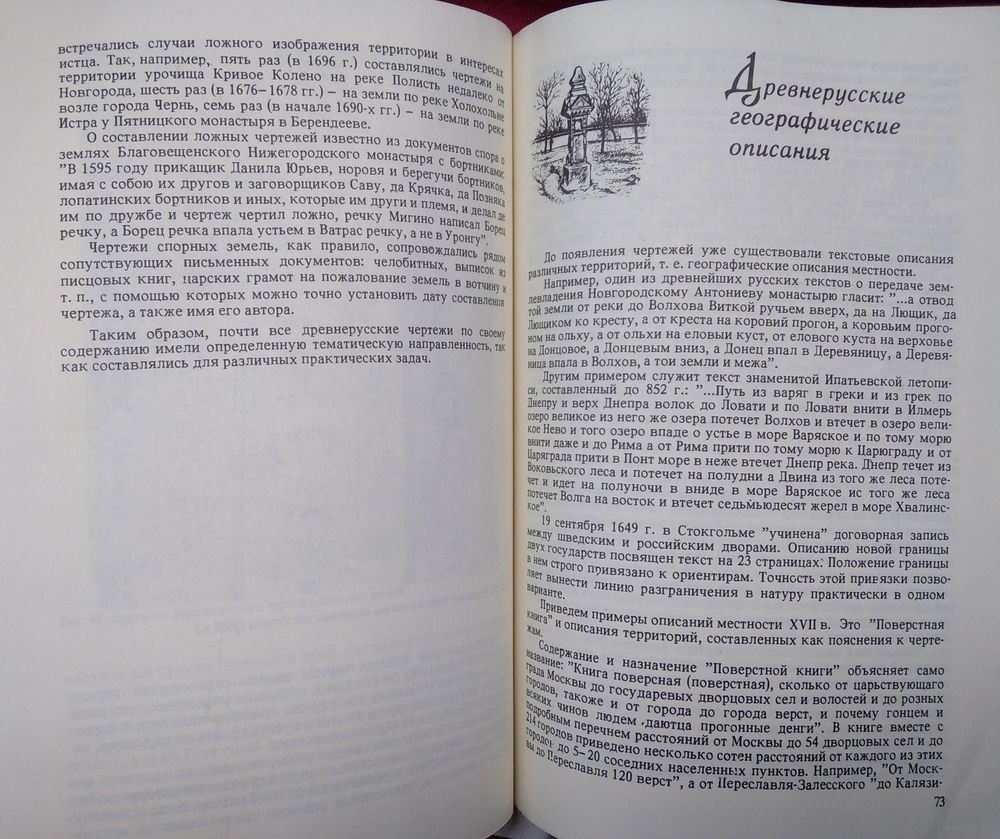 встречались случаи ложного изображения территории в интересах
истца. Так, например, пять раз (в 1696 г.) составлялись чертежи на
территории урочища Кривое Колено на реке Полисть недалеко от
Новгорода, шесть раз (в 1676—1678 гг.) — на земли по реке Холохольне
возле города Чернь, семь раз (в начале 1690-х гг.) — на земли по реке
Истра у Пятницкого монастыря в Берендееве.
О составлении ложных чертежей известно из документов спора о
землях Благовещенского Нижегородского монастыря с бортниками:
"В 1595 году прикащик Данила Юрьев, норовя и берегучи бортников,
имая с собою их другов и заговорщиков Саву, да Крячка, да Позняка
лопатинских бортников и иных, которые им други и племя, и делал де
им по дружбе и чертеж чертил ложно, речку Мигино написал Борец
речку, а Борец речка впала устьем в Ватрас речку, а не в Уронгу".
Чертежи спорных земель, как правило, сопровождались рядом
сопутствующих письменных документов: челобитных, выписок из
писцовых книг, царских грамот на пожалование земель в вотчину и
т. п., с помощью которых можно точно установить дату составления
чертежа, а также имя его автора.
Таким образом, почти все древнерусские чертежи по своему
содержанию имели определенную тематическую направленность, так
как составлялись для различных практических задач.
Древнерусские
географические
описания
До появления чертежей уже существовали текстовые описания
различных территорий, т. е. географические описания местности.
Например, один из древнейших русских текстов о передаче зем-
левладения Новгородскому Антониеву монастырю гласит: "...а отвод
той земли от реки до Волхова Виткой ручьем вверх, да на Лющик, да
Лющиком ко кресту, а от креста на коровий прогон, а коровьим прого-
ном на ольху, а от ольхи на еловыи куст, от елового куста на верховье
на Донцовое, а Донцевым вниз, а Донец впал в Деревяницу, а Деревя-
ница впала в Волхов, а тои земли и межа".
Другим примером служит текст знаменитой Ипатьевской летопи-
си, составленный до 852 г.: "...Путь из варяг в греки и из грек по
Днепру и верх Днепра волок до Ловати и по Ловати внити в Илмерь
озеро великое из него же озера потечет Волхов и втечет в озеро вели-
кое Нево и того озеро впаде о устье в море Варяское и по тому морю
внити даже и до Рима а от Рима прити по тому морю к Царюграду и от
Царяграда прити в Понт море в неже втечет Днепр река. Днепр течет из
Воковьского леса и потечет на полудни а Двина из того же леса поте-
чет и идет на полуночи в вниде в море Варяское ис того же леса
потечет Волга на восток и втечет седьмьюдесят жерел в море Хвалинс-
кое".
19 сентября 1649 г. в Стокгольме "учинена" договорная запись
между шведским и российским дворами. Описанию новой границы
двух государств посвящен текст на 23 страницах. Положение границы
в нем строго привязано к ориентирам. Точность этой привязки позво-
ляет вынести линию разграничения в натуру практически в одном
варианте.
Приведем примеры описаний местности XVII в. Это "Поверстная
книга" и описания территорий, составленных как пояснения к черте-
жам.
Содержание и назначение "Поверстной книги" объясняет само
название: "Книга поверсная (поверстная), сколько от царьствующего
града Москвы до государевых дворцовых сел и волостей и до розных
городов, такоже и от города до города верст, и почему гонцем и
всяких чинов людем даютца прогонные денги". В книге вместе с
подробным перечнем расстояний от Москвы до 54 дворцовых сел и до
214 городов приведено несколько сотен расстояний от каждого из этих
городов до 5—20 соседних населенных пунктов. Например, "От Моск-
вы до Переславля 120 верст", а от Переславля-Залесского "до Калязи-
73